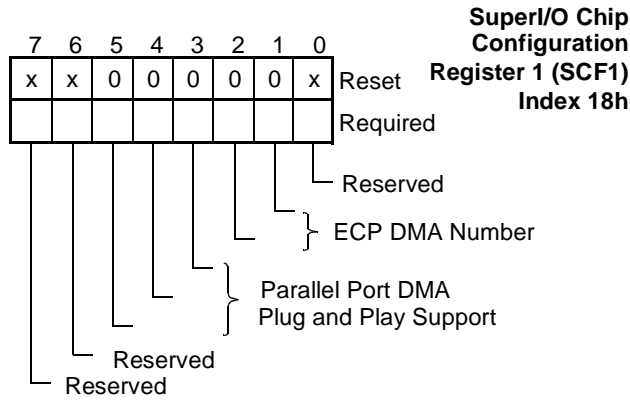 SuperI/O Chip
Configuration
Register 1 (SCF1)
Index 18h
7 6 5 4 3 2 1 0
x x 0 0 0 0 0 x Reset
Required
Reserved
ECP DMA Number
Parallel Port DMA
Plug and Play Support
Reserved
Reserved